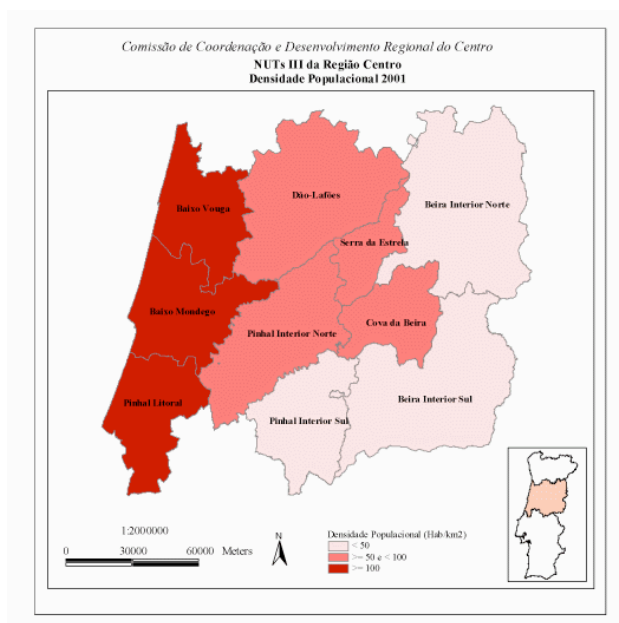 Comissão de Coordenação e Desenvolvimento Regional do Centro
NUTs III da Região Centro
Densidade Populacional 2001
Dão-Lafões
Baixo Vouga
Beira Interior Norte
Serra da Estrela
Baixo Mondego
Cova da Beira
Pinhal Interior Norte
Pinhal Litoral
Beira Interior Sul
Pinhal Interior Sul
1:2000000
0 30000 60000 Meters
N
Densidade Populacional (Hab/km2)
< 50
>= 50 e < 100
>= 100